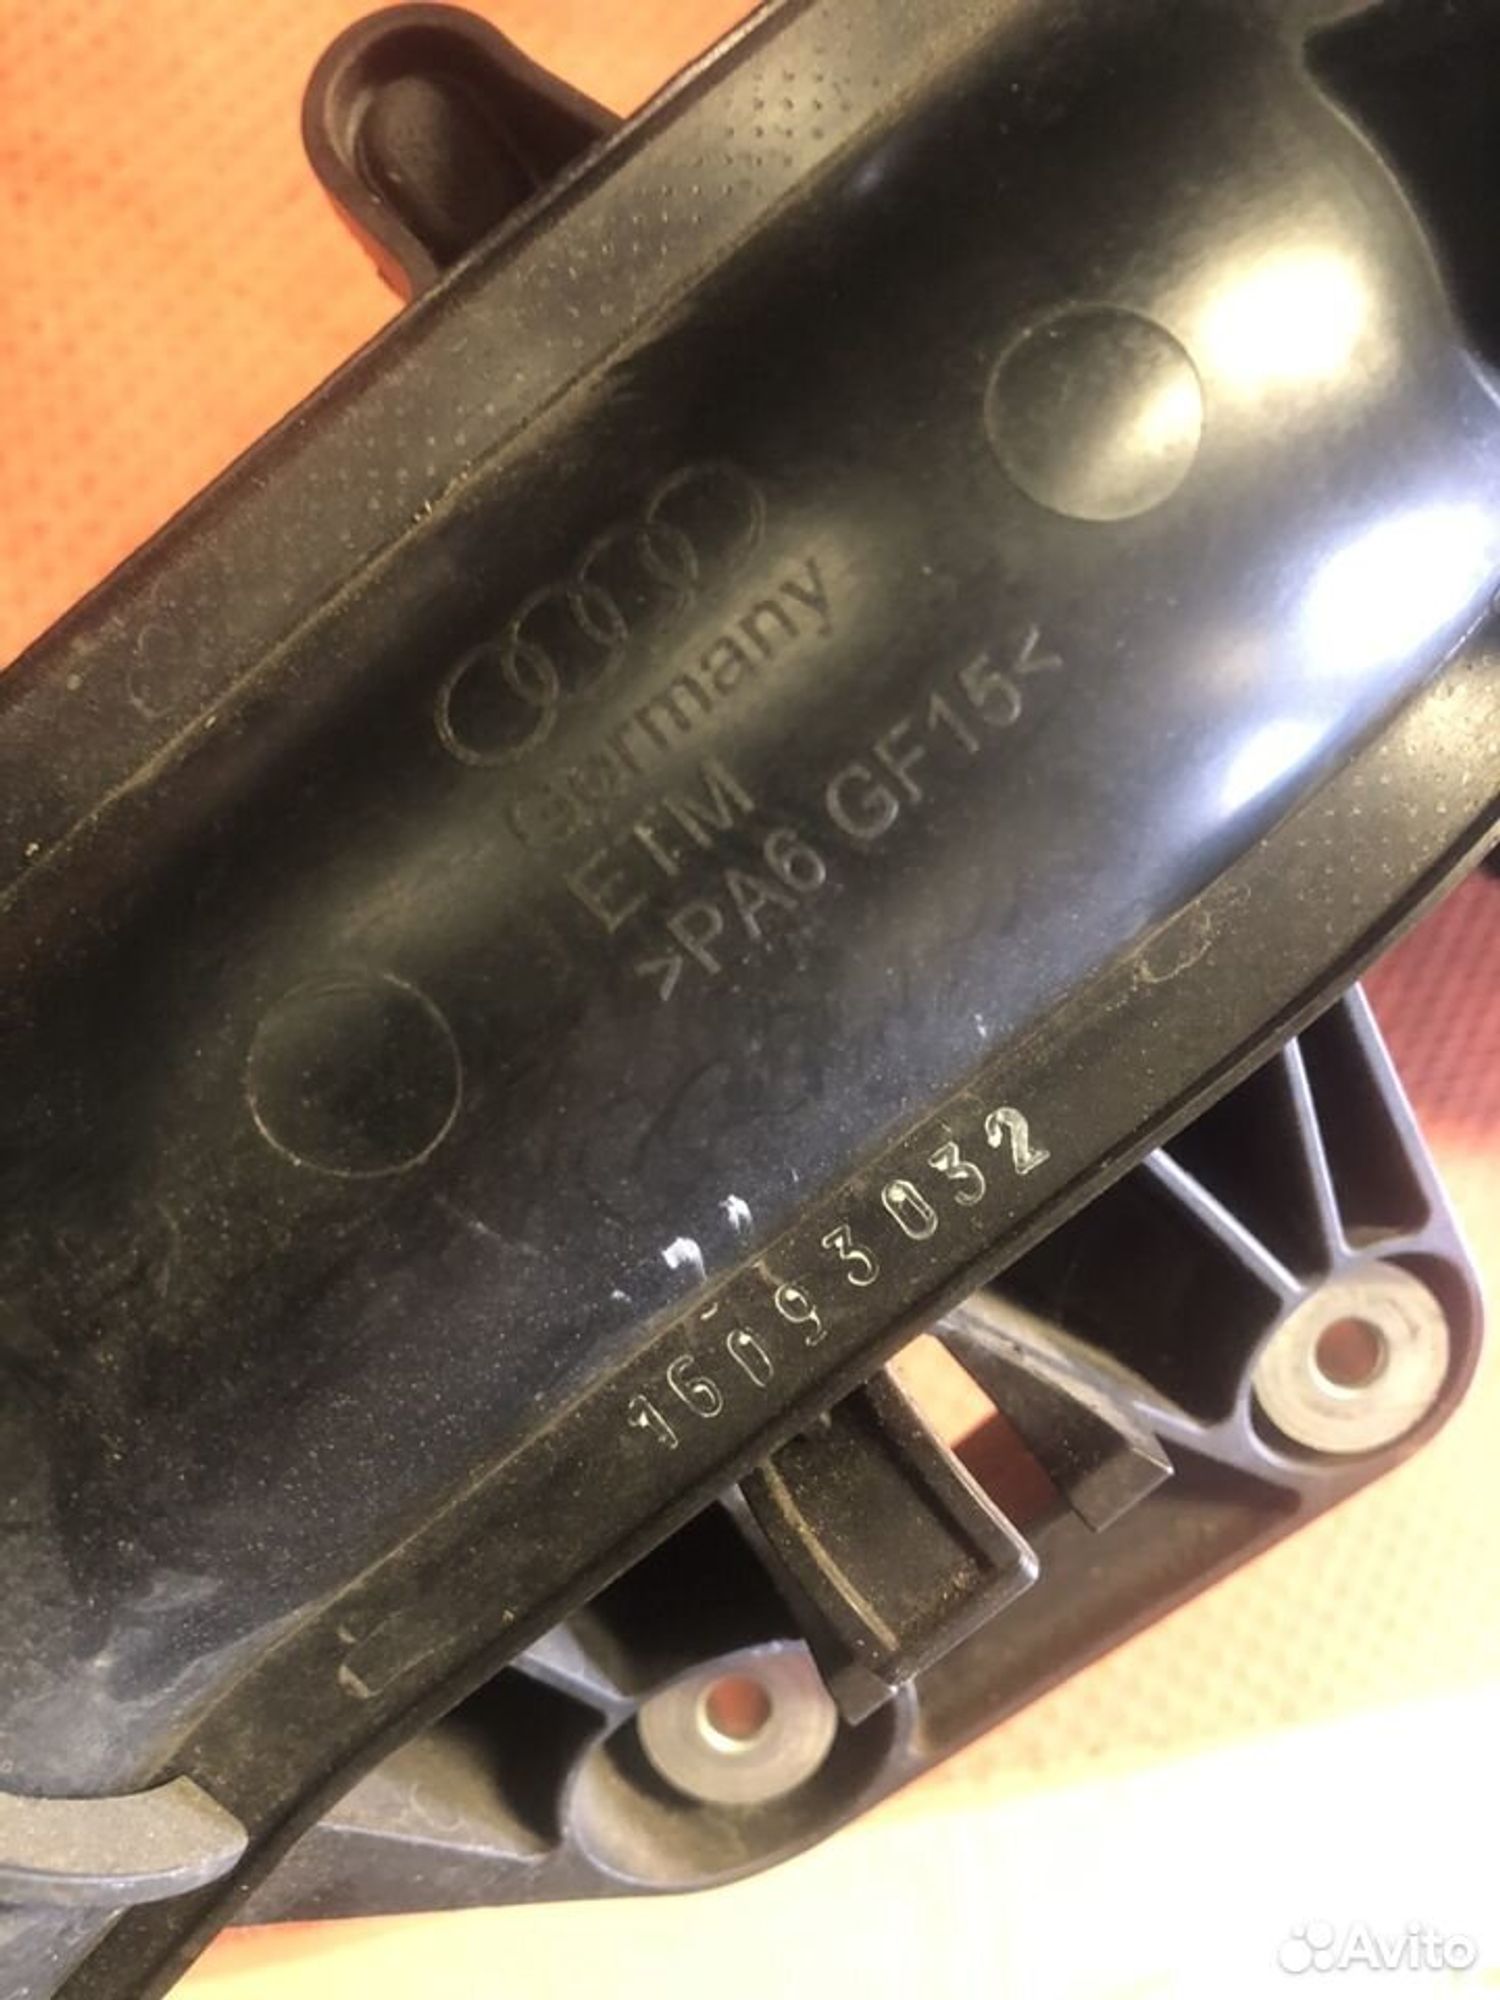 Germany
ETM
>PA6 GF15<
16093032
Avito